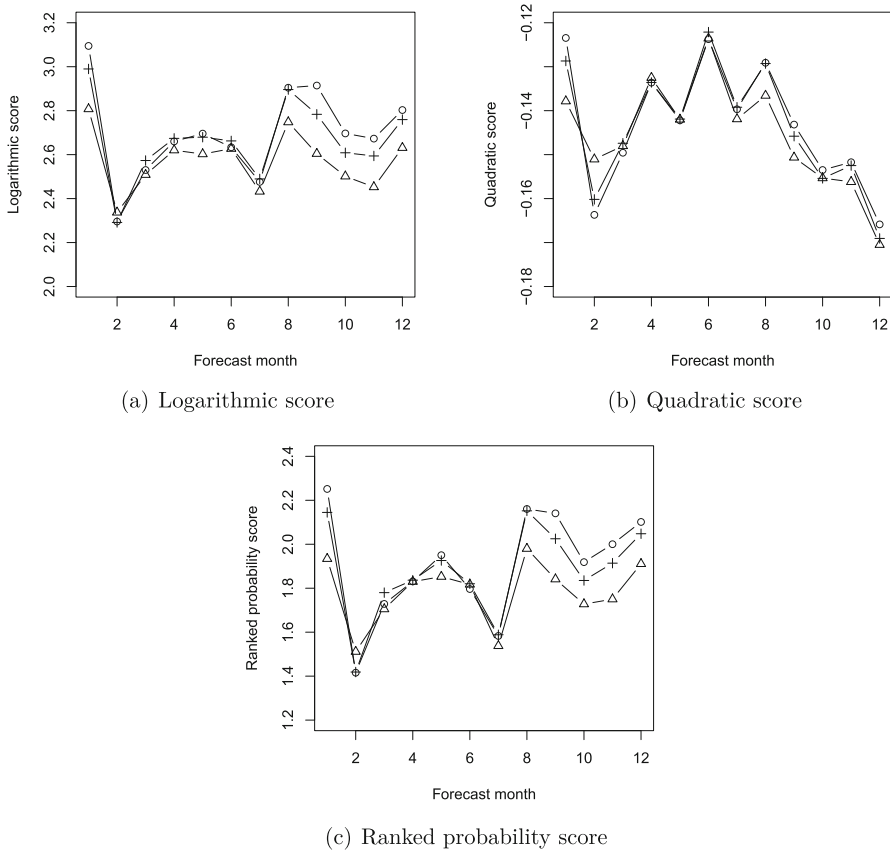 3.2
3.0
2.8
2.6
2.4
2.2
2.0
Logarithmic score
2 4 6 8 10 12
Forecast month
(a) Logarithmic score
−0.12
−0.14
−0.16
−0.18
Quadratic score
2 4 6 8 10 12
Forecast month
(b) Quadratic score
2.4
2.2
2.0
1.8
1.6
1.4
1.2
Ranked probability score
2 4 6 8 10 12
Forecast month
(c) Ranked probability score